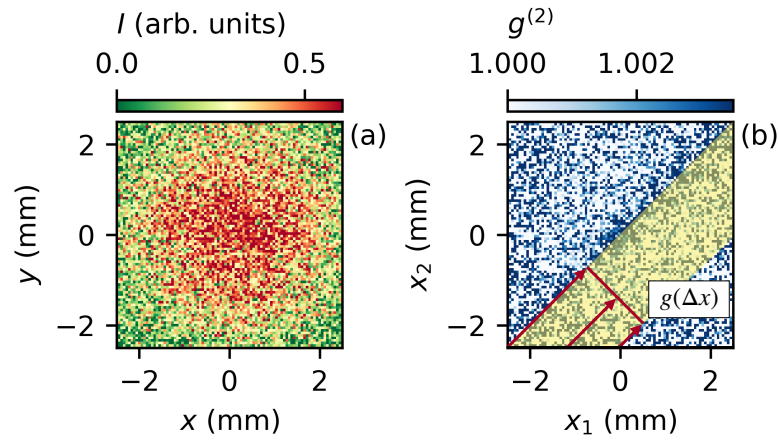 I (arb. units)
0.0 0.5
(a)
2
0
−2
y (mm)
−2 0 2
x (mm)
g⁽²⁾
1.000 1.002
(b)
2
0
−2
x₂ (mm)
g(Δx)
−2 0 2
x₁ (mm)